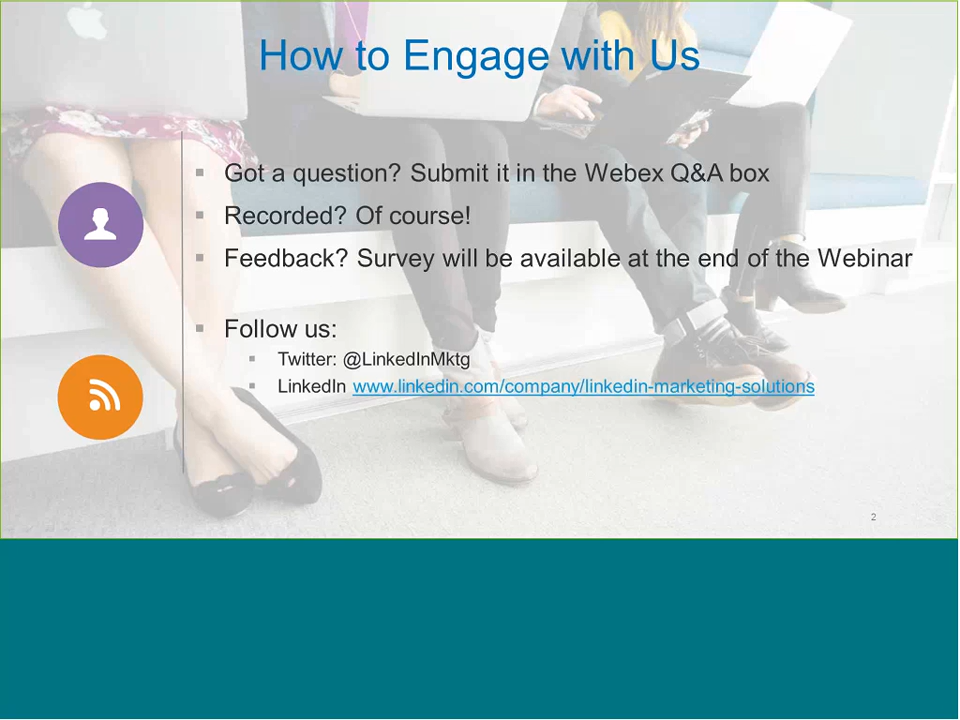 How to Engage with Us
Got a question? Submit it in the Webex Q&A box
Recorded? Of course!
Feedback? Survey will be available at the end of the Webinar
Follow us:
Twitter: @LinkedInMktg
LinkedIn www.linkedin.com/company/linkedin-marketing-solutions
2